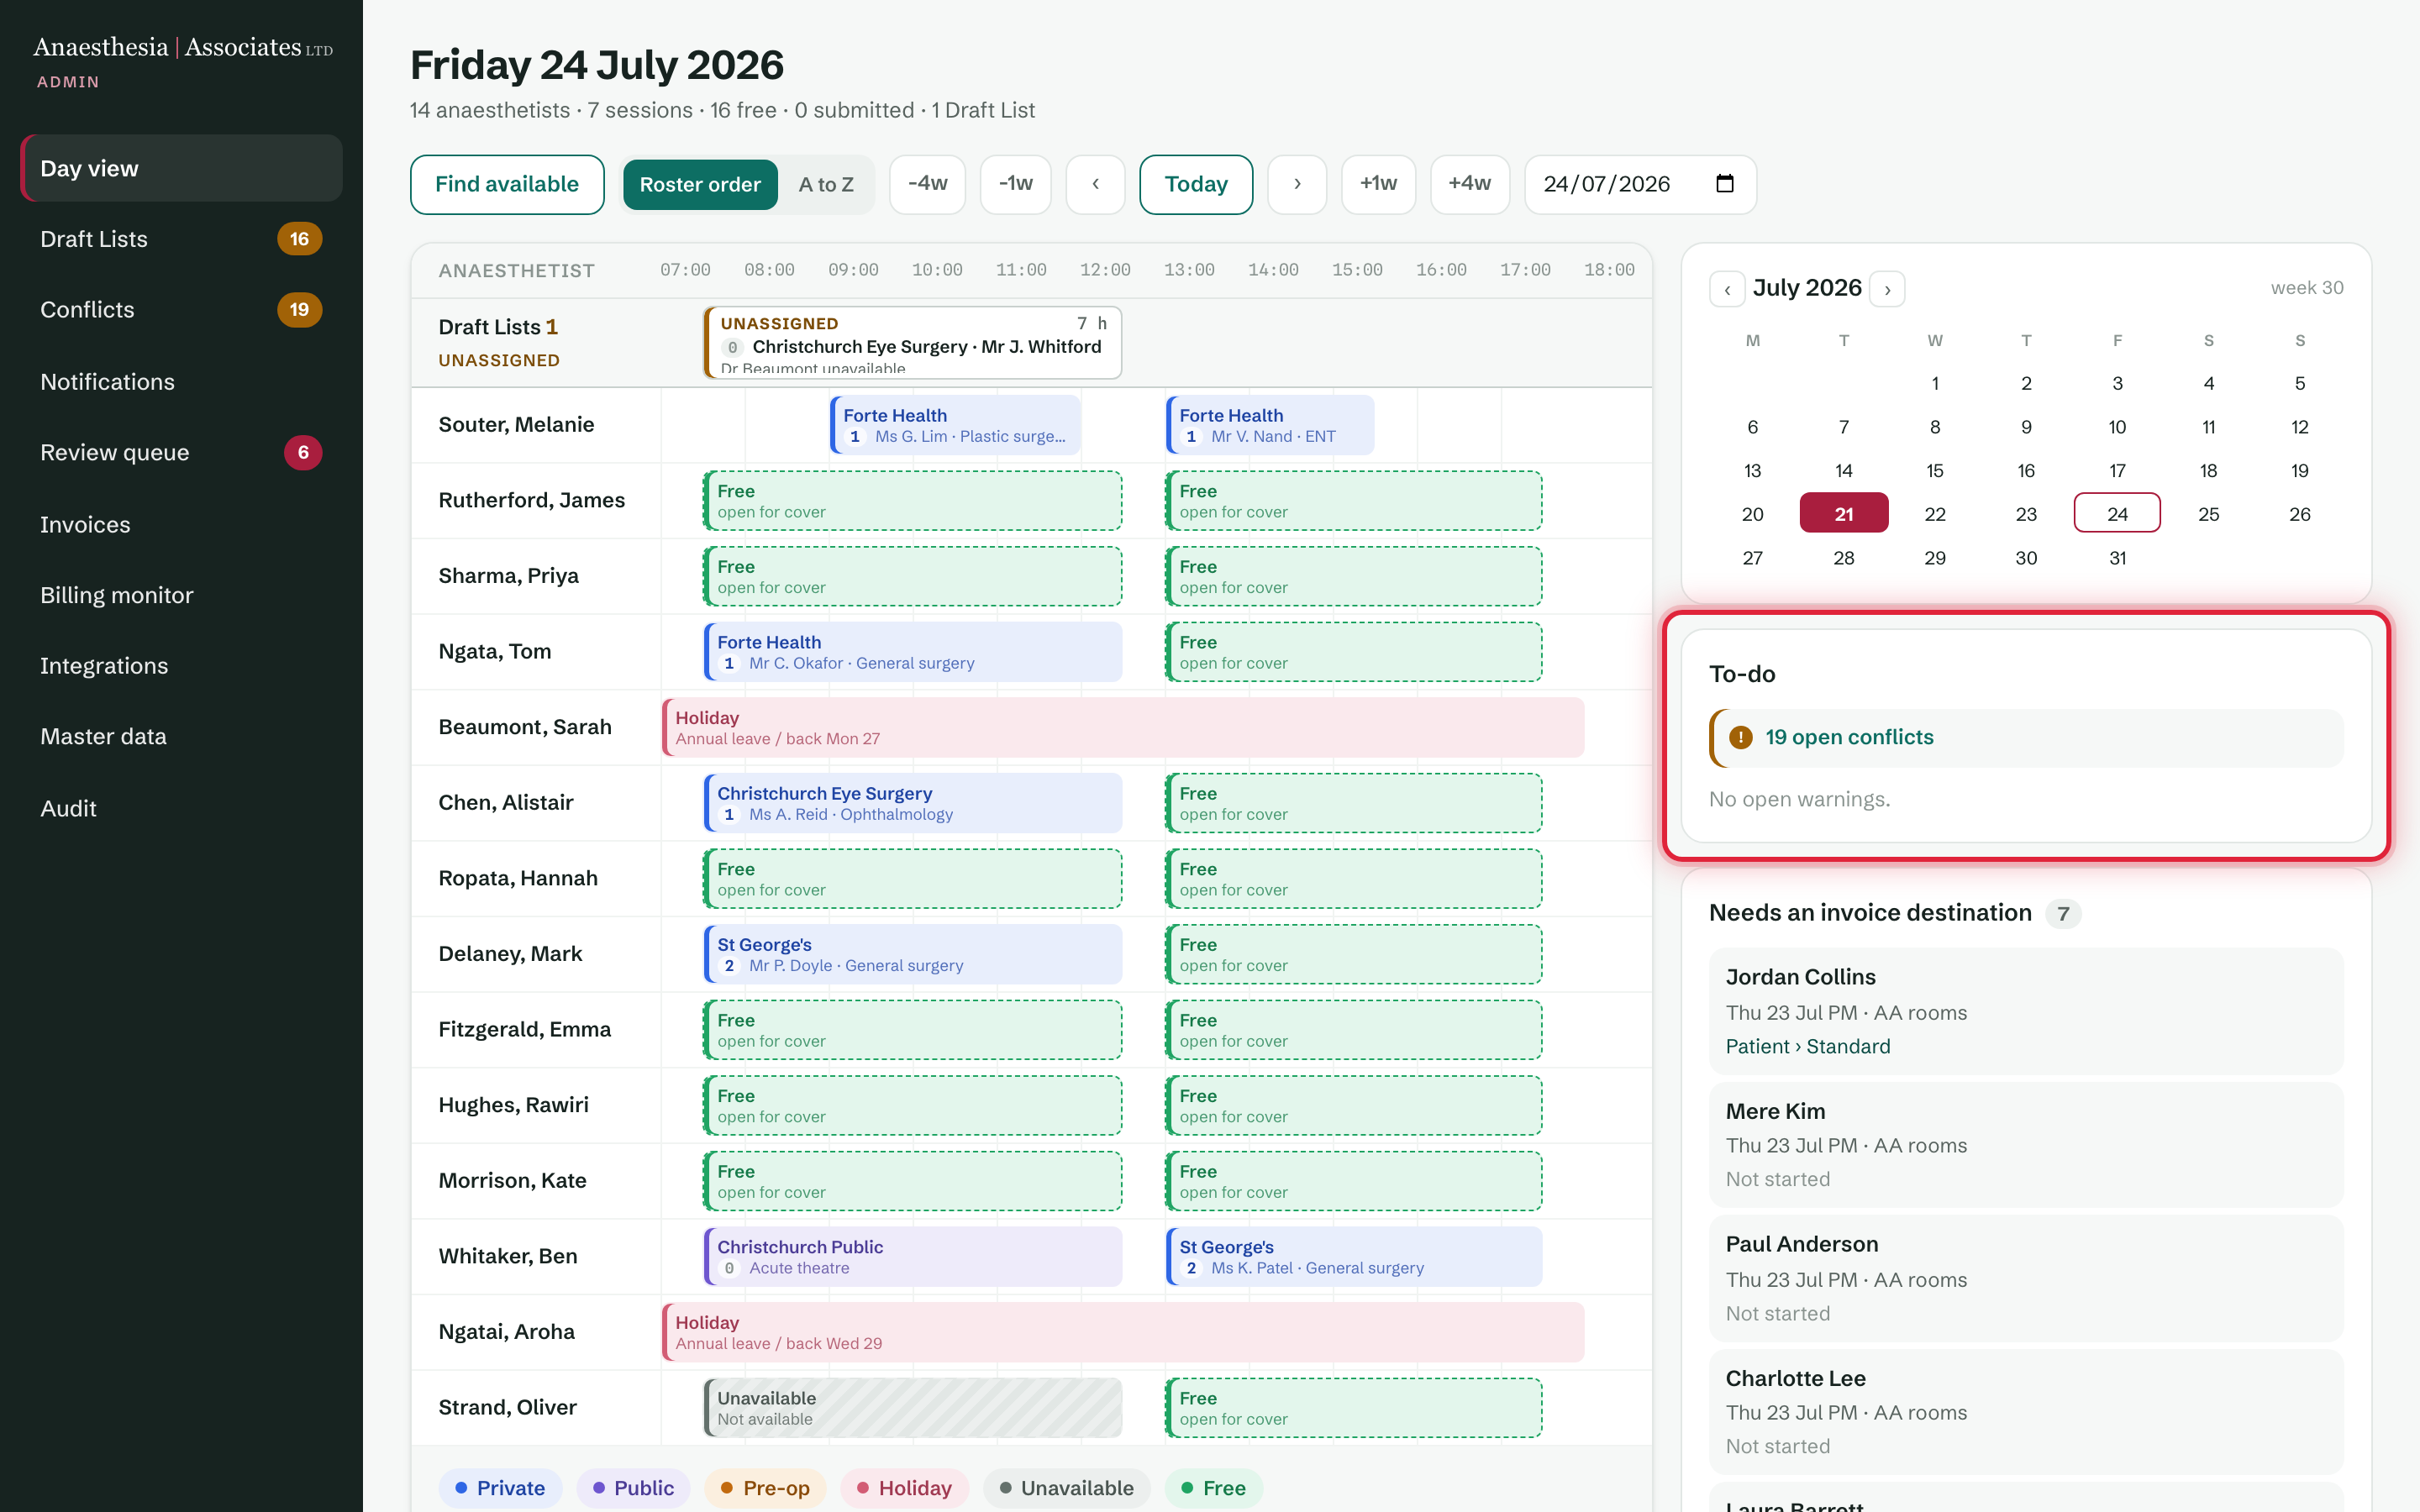 Anaesthesia | Associates LTD
ADMIN
Day view
Draft Lists 16
Conflicts 19
Notifications
Review queue 6
Invoices
Billing monitor
Integrations
Master data
Audit
Friday 24 July 2026
14 anaesthetists · 7 sessions · 16 free · 0 submitted · 1 Draft List
Find available
Roster order A to Z
-4w
-1w
‹
Today
›
+1w
+4w
24/07/2026
ANAESTHETIST 07:00 08:00 09:00 10:00 11:00 12:00 13:00 14:00 15:00 16:00 17:00 18:00
Draft Lists 1
UNASSIGNED
UNASSIGNED 7 h
0 Christchurch Eye Surgery · Mr J. Whitford
Dr Beaumont unavailable
Souter, Melanie
Forte Health
1 Ms G. Lim · Plastic surge...
Forte Health
1 Mr V. Nand · ENT
Rutherford, James
Free
open for cover
Free
open for cover
Sharma, Priya
Free
open for cover
Free
open for cover
Ngata, Tom
Forte Health
1 Mr C. Okafor · General surgery
Free
open for cover
Beaumont, Sarah
Holiday
Annual leave / back Mon 27
Chen, Alistair
Christchurch Eye Surgery
1 Ms A. Reid · Ophthalmology
Free
open for cover
Ropata, Hannah
Free
open for cover
Free
open for cover
Delaney, Mark
St George's
2 Mr P. Doyle · General surgery
Free
open for cover
Fitzgerald, Emma
Free
open for cover
Free
open for cover
Hughes, Rawiri
Free
open for cover
Free
open for cover
Morrison, Kate
Free
open for cover
Free
open for cover
Whitaker, Ben
Christchurch Public
0 Acute theatre
St George's
2 Ms K. Patel · General surgery
Ngatai, Aroha
Holiday
Annual leave / back Wed 29
Strand, Oliver
Unavailable
Not available
Free
open for cover
Private
Public
Pre-op
Holiday
Unavailable
Free
‹ July 2026 › week 30
M T W T F S S
1 2 3 4 5
6 7 8 9 10 11 12
13 14 15 16 17 18 19
20 21 22 23 24 25 26
27 28 29 30 31
To-do
! 19 open conflicts
No open warnings.
Needs an invoice destination 7
Jordan Collins
Thu 23 Jul PM · AA rooms
Patient › Standard
Mere Kim
Thu 23 Jul PM · AA rooms
Not started
Paul Anderson
Thu 23 Jul PM · AA rooms
Not started
Charlotte Lee
Thu 23 Jul PM · AA rooms
Not started
Laura Barrett